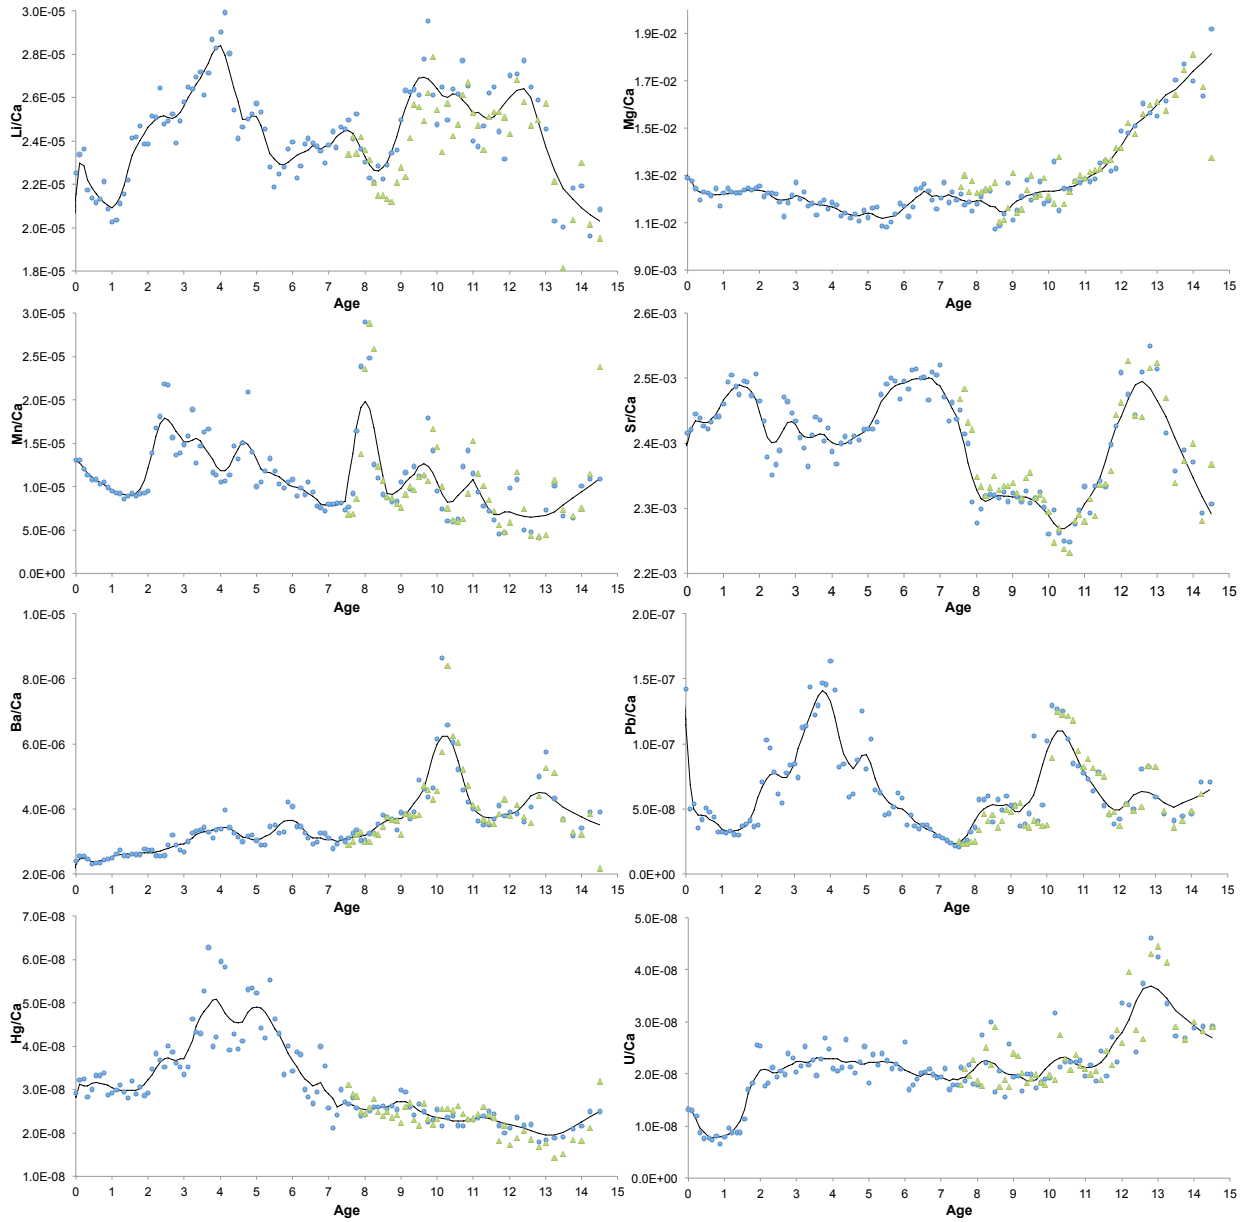 3.0E-05
2.8E-05
2.6E-05
2.4E-05
2.2E-05
2.0E-05
1.8E-05
Li/Ca
0 1 2 3 4 5 6 7 8 9 10 11 12 13 14 15
Age
1.9E-02
1.7E-02
1.5E-02
1.3E-02
1.1E-02
9.0E-03
Mg/Ca
0 1 2 3 4 5 6 7 8 9 10 11 12 13 14 15
Age
3.0E-05
2.5E-05
2.0E-05
1.5E-05
1.0E-05
5.0E-06
0.0E+00
Mn/Ca
0 1 2 3 4 5 6 7 8 9 10 11 12 13 14 15
Age
2.6E-03
2.5E-03
2.4E-03
2.3E-03
2.2E-03
Sr/Ca
0 1 2 3 4 5 6 7 8 9 10 11 12 13 14 15
Age
1.0E-05
8.0E-06
6.0E-06
4.0E-06
2.0E-06
Ba/Ca
0 1 2 3 4 5 6 7 8 9 10 11 12 13 14 15
Age
2.0E-07
1.5E-07
1.0E-07
5.0E-08
0.0E+00
Pb/Ca
0 1 2 3 4 5 6 7 8 9 10 11 12 13 14 15
Age
7.0E-08
6.0E-08
5.0E-08
4.0E-08
3.0E-08
2.0E-08
1.0E-08
Hg/Ca
0 1 2 3 4 5 6 7 8 9 10 11 12 13 14 15
Age
5.0E-08
4.0E-08
3.0E-08
2.0E-08
1.0E-08
0.0E+00
U/Ca
0 1 2 3 4 5 6 7 8 9 10 11 12 13 14 15
Age